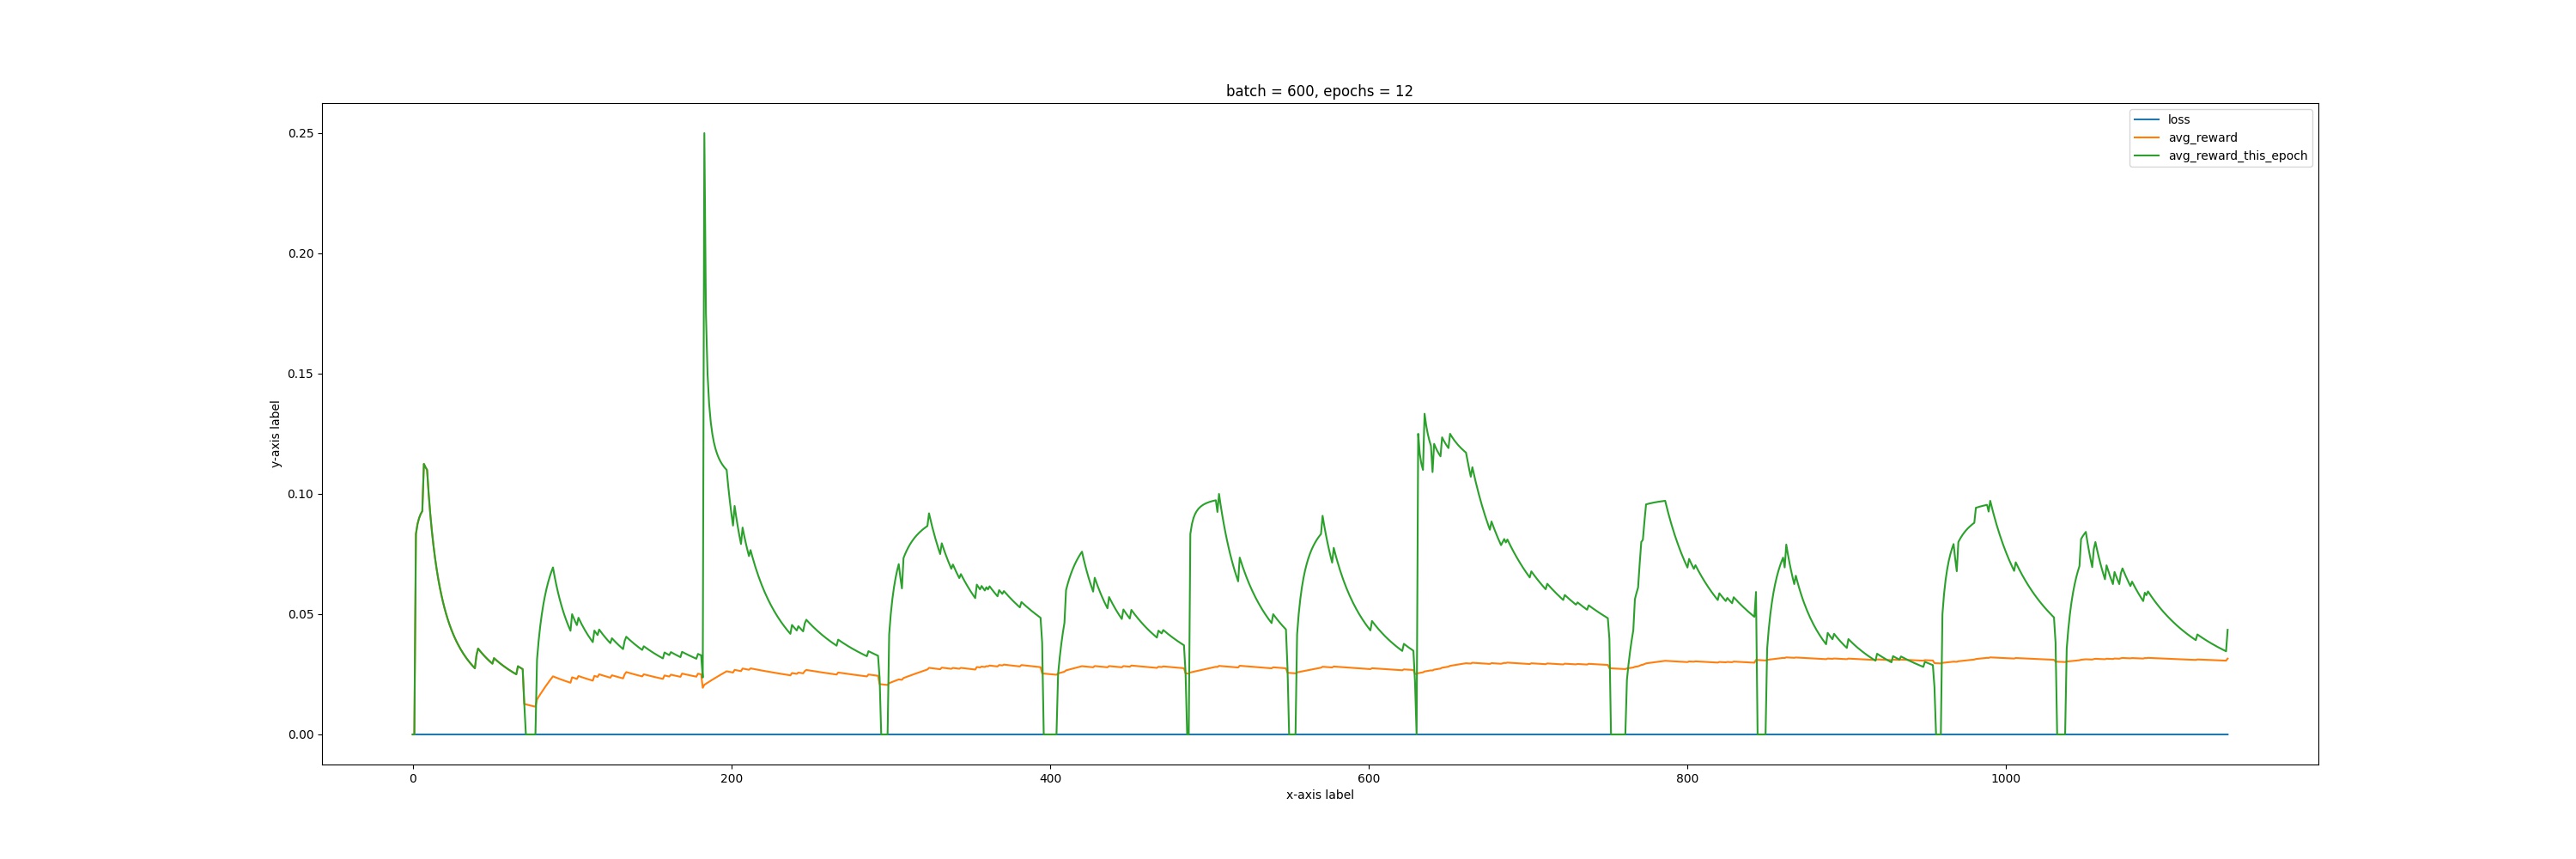 batch = 600, epochs = 12
loss
avg_reward
avg_reward_this_epoch
y-axis label
0.25
0.20
0.15
0.10
0.05
0.00
0
200
400
600
800
1000
x-axis label